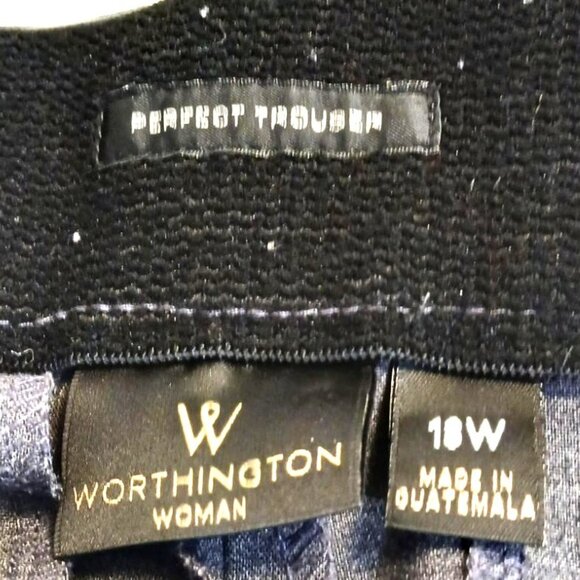 PERFECT TROUSER
W
WORTHINGTON
WOMAN
18W
MADE IN
GUATEMALA